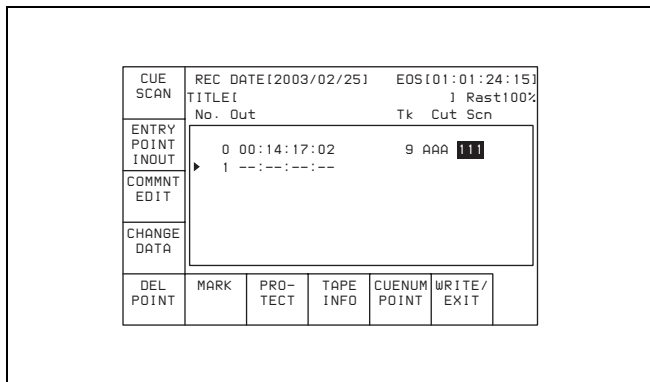 CUE
SCAN
REC DATE[2003/02/25] EOS[01:01:24:15]
TITLE[ ] Rast100%
No. Out Tk Cut Scn
ENTRY
POINT
INOUT
0 00:14:17:02 9 AAA 111
1 --:--:--:--
COMMNT
EDIT
CHANGE
DATA
DEL
POINT
MARK
PRO-
TECT
TAPE
INFO
CUENUM
POINT
WRITE/
EXIT